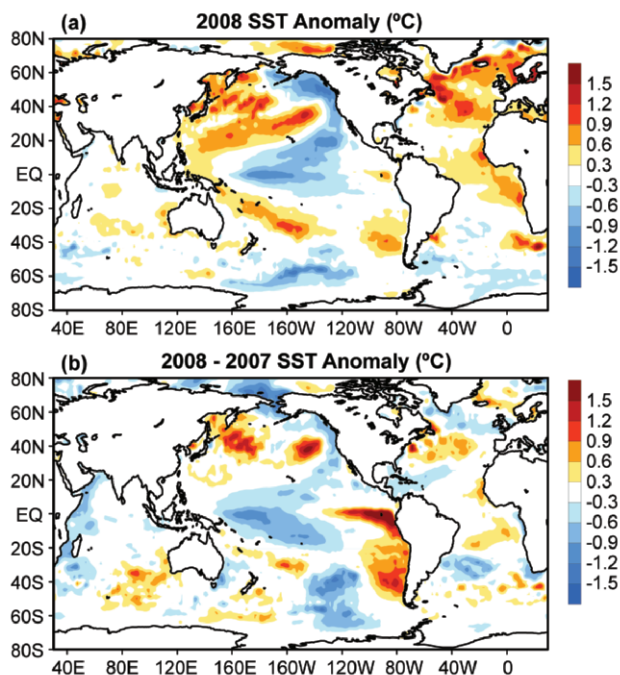 (a) 2008 SST Anomaly (ºC)
80N
60N
40N
20N
EQ
20S
40S
60S
80S
40E 80E 120E 160E 160W 120W 80W 40W 0
1.5
1.2
0.9
0.6
0.3
-0.3
-0.6
-0.9
-1.2
-1.5
(b) 2008 - 2007 SST Anomaly (ºC)
80N
60N
40N
20N
EQ
20S
40S
60S
80S
40E 80E 120E 160E 160W 120W 80W 40W 0
1.5
1.2
0.9
0.6
0.3
-0.3
-0.6
-0.9
-1.2
-1.5